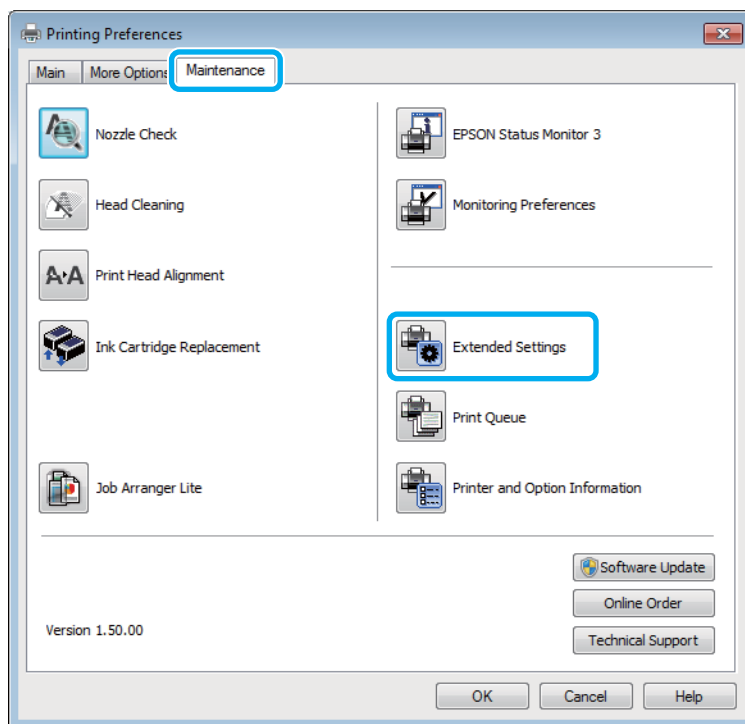 Printing Preferences
Main
More Options
Maintenance
Nozzle Check
EPSON Status Monitor 3
Head Cleaning
Monitoring Preferences
Print Head Alignment
Ink Cartridge Replacement
Extended Settings
Print Queue
Job Arranger Lite
Printer and Option Information
Software Update
Online Order
Version 1.50.00
Technical Support
OK
Cancel
Help